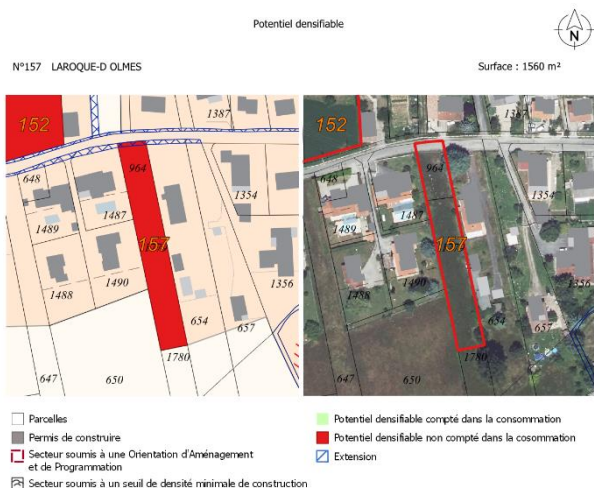 Potentiel densifiable
N
N°157 LAROQUE-D OLMES
Surface : 1560 m²
152
1387
964
648
1354
1487
1489
157
1488
1490
1356
654
657
1780
647
650
152
1387
964
648
1354
1487
1489
157
1488
1490
1356
654
657
1780
647
650
Parcelles
Permis de construire
Secteur soumis à une Orientation d'Aménagement
et de Programmation
Secteur soumis à un seuil de densité minimale de construction
Potentiel densifiable compté dans la consommation
Potentiel densifiable non compté dans la cosommation
Extension